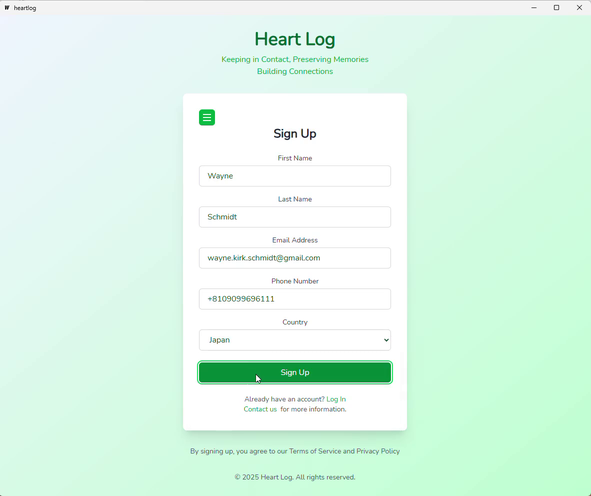 heartlog
Heart Log
Keeping in Contact, Preserving Memories
Building Connections
Sign Up
First Name
Wayne
Last Name
Schmidt
Email Address
wayne.kirk.schmidt@gmail.com
Phone Number
+8109099696111
Country
Japan
Sign Up
Already have an account? Log In
Contact us for more information.
By signing up, you agree to our Terms of Service and Privacy Policy
© 2025 Heart Log. All rights reserved.